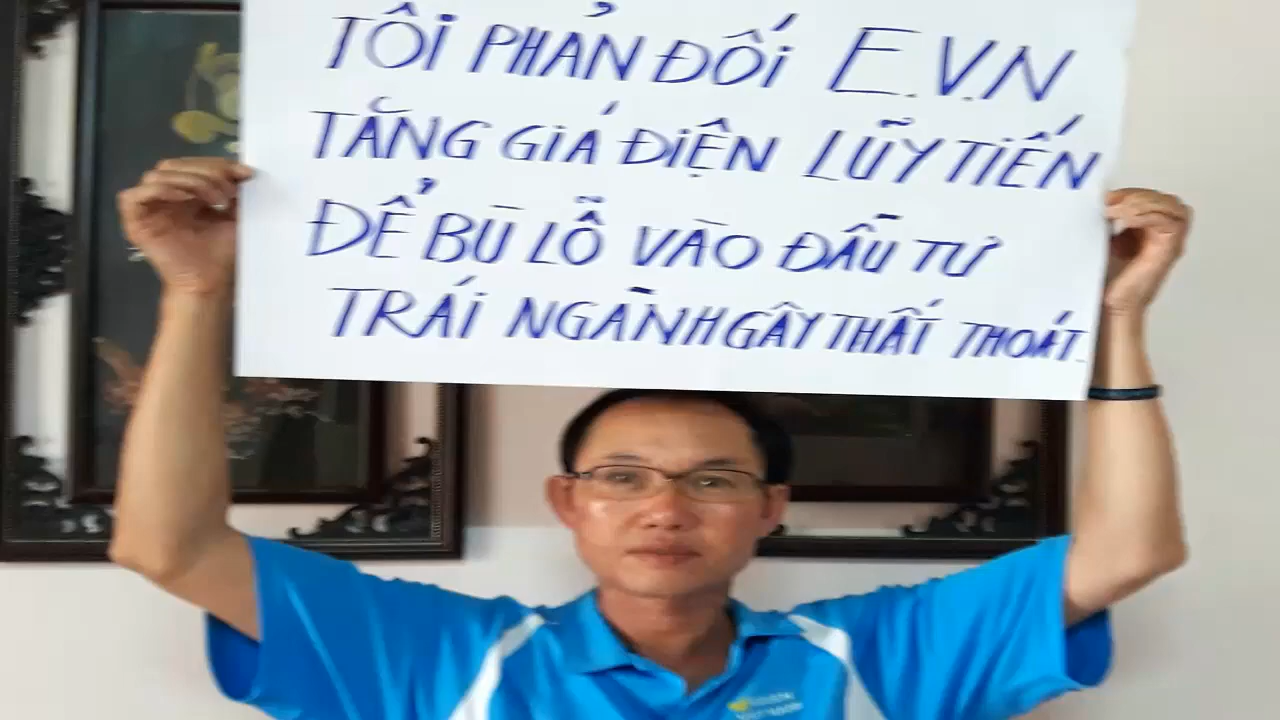 TÔI PHẢN ĐỐI E.V.N
TĂNG GIÁ ĐIỆN LŨY TIẾN
ĐỂ BÙ LỖ VÀO ĐẦU TƯ
TRÁI NGÀNH GÂY THẤT THOÁT.